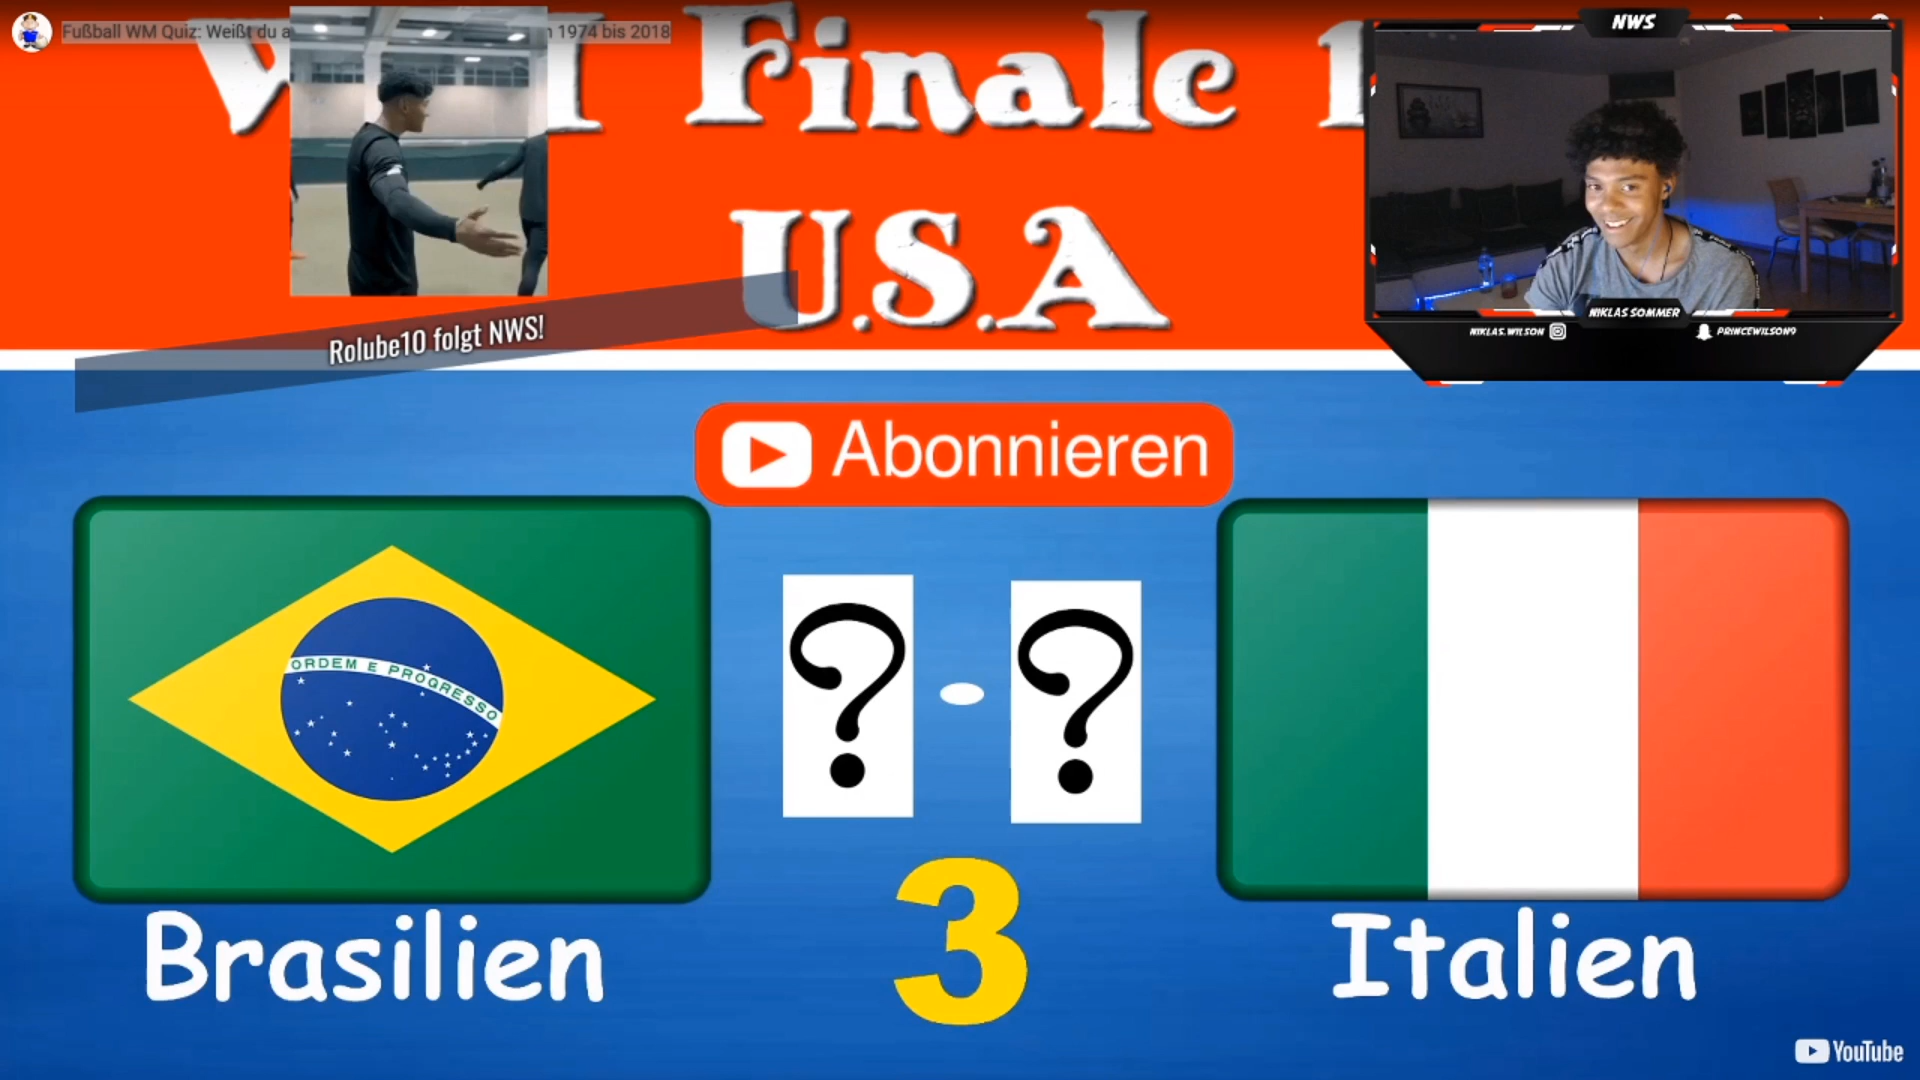 Fußball WM Quiz: Weißt du a
n 1974 bis 2018
Finale 1
U.S.A
NWS
NIKLAS SOMMER
NIKLAS.WILSON
PRINCEWILSON9
Rolube10 folgt NWS!
Abonnieren
ORDEM E PROGRESSO
? - ?
Brasilien
3
Italien
YouTube